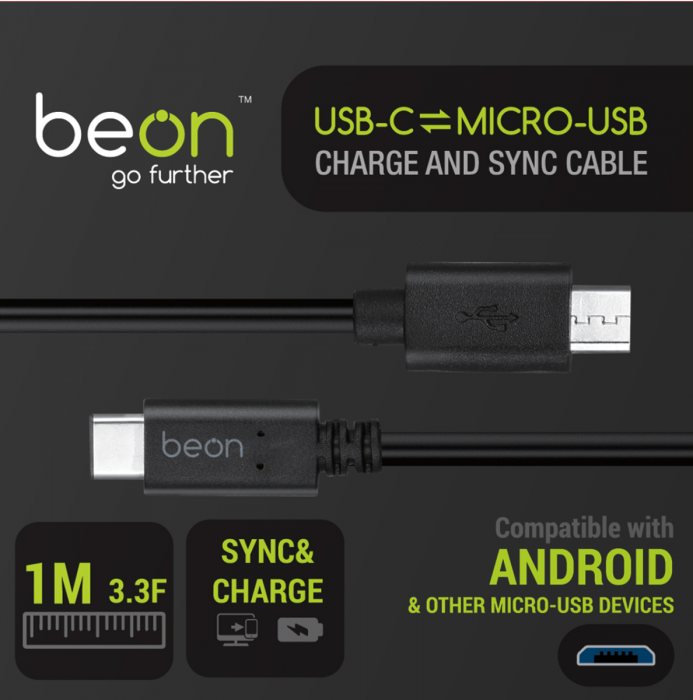 beon™
go further
USB-C⇌MICRO-USB
CHARGE AND SYNC CABLE
beon
1M 3.3F
SYNC&
CHARGE
Compatible with
ANDROID
& OTHER MICRO-USB DEVICES